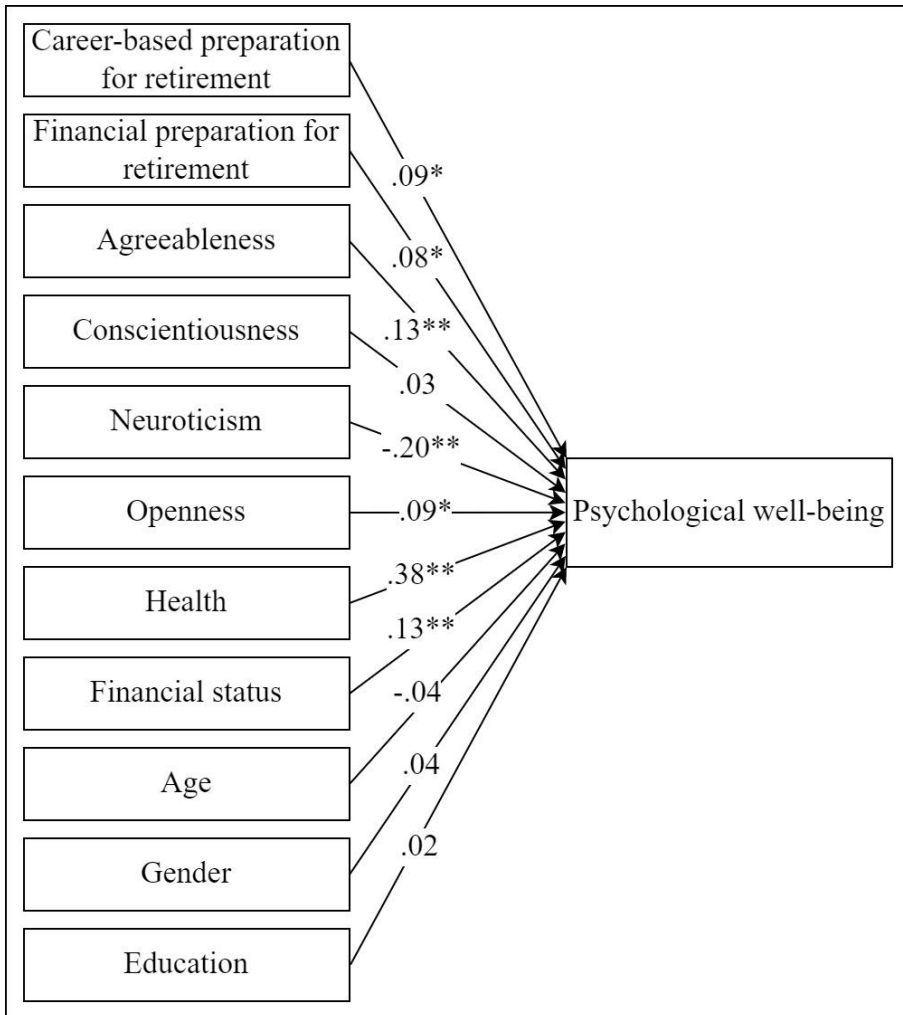 Career-based preparation
for retirement
Financial preparation for
retirement
.09*
Agreeableness
.08*
Conscientiousness
.13**
.03
Neuroticism
-.20**
Openness
.09*
Psychological well-being
.38**
Health
.13**
Financial status
-.04
Age
.04
Gender
.02
Education